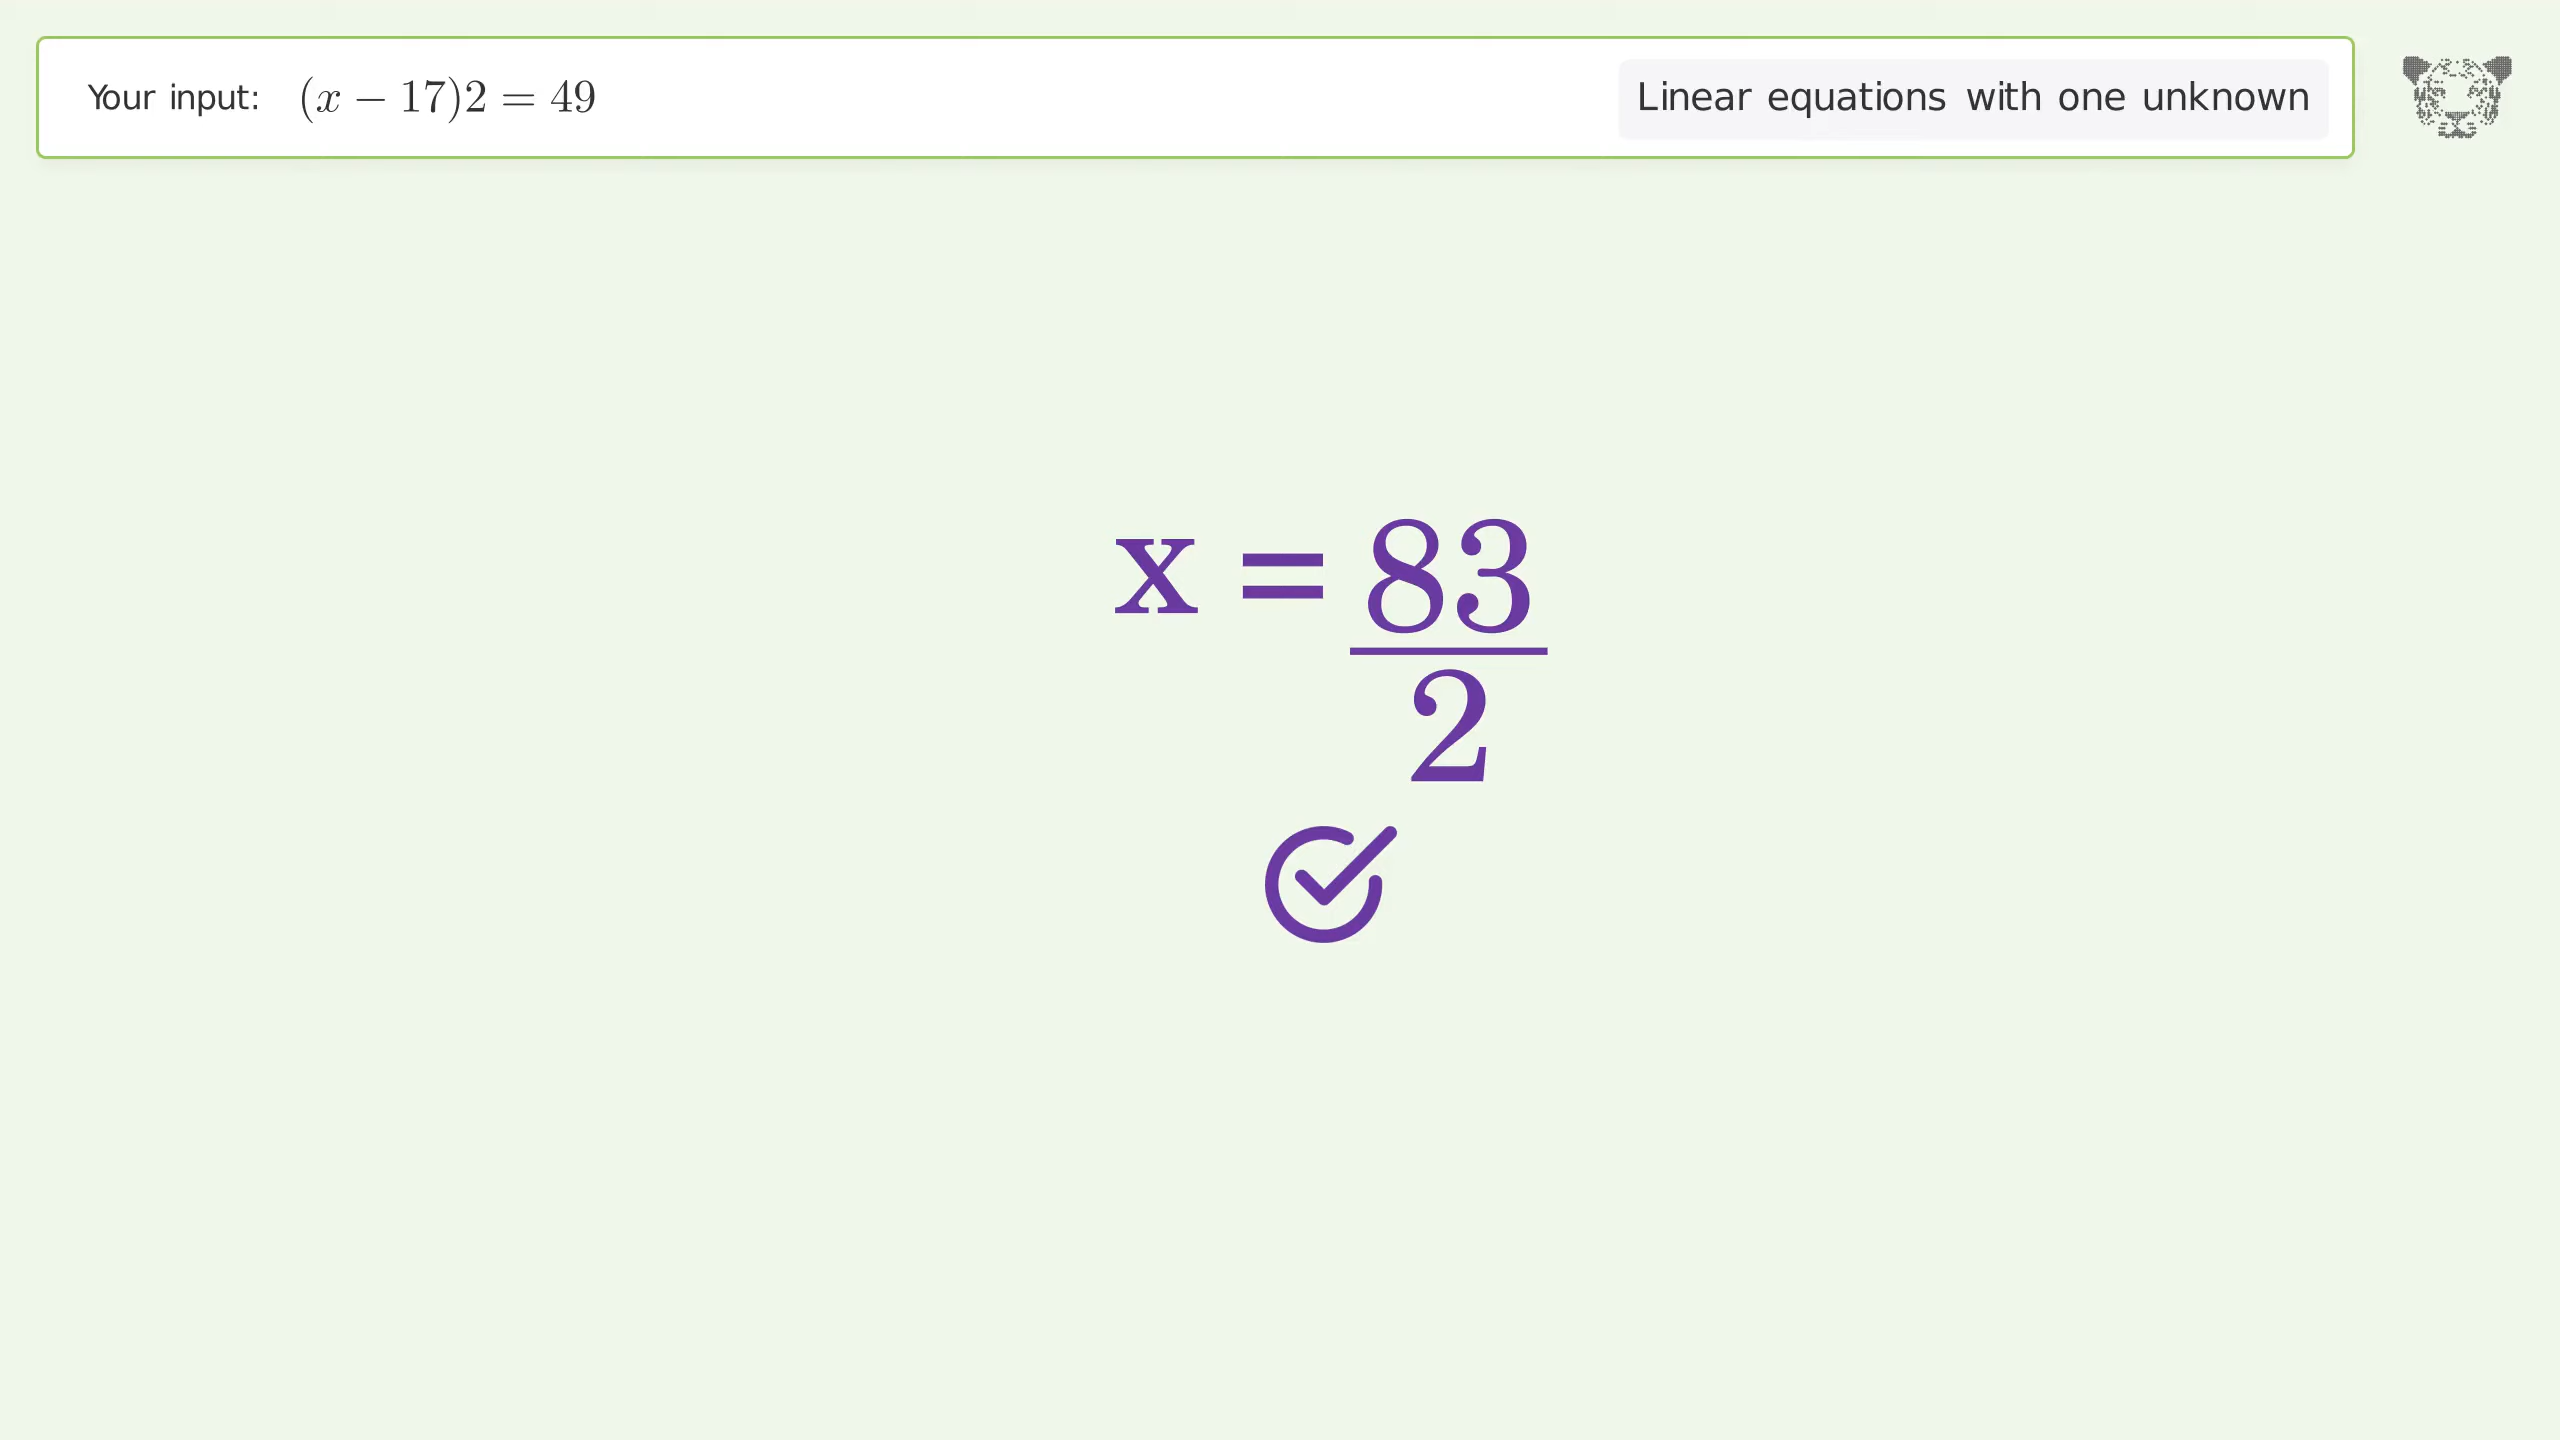 Your input: (x − 17)2 = 49
Linear equations with one unknown
x = 83/2